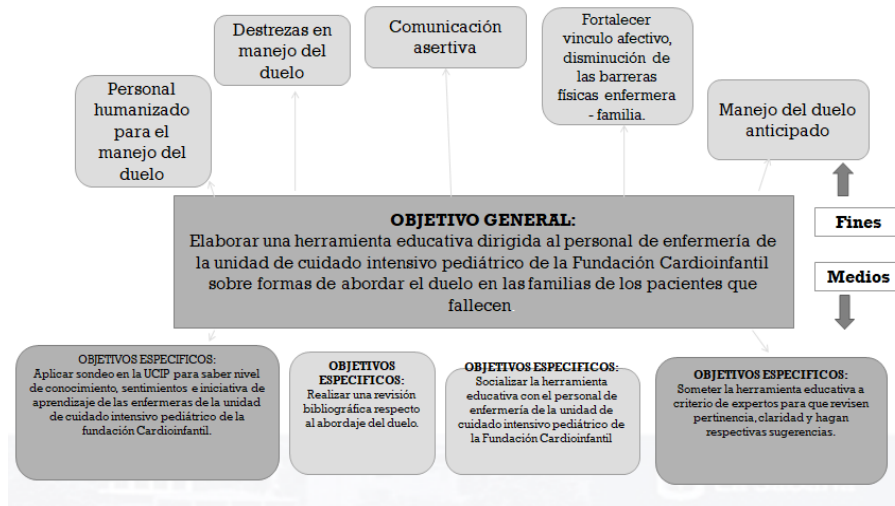 Personal
humanizado
para el
manejo del
duelo
Destrezas en
manejo del
duelo
Comunicación
asertiva
Fortalecer
vinculo afectivo,
disminución de
las barreras
físicas enfermera
- familia.
Manejo del duelo
anticipado
Fines
OBJETIVO GENERAL:
Elaborar una herramienta educativa dirigida al personal de enfermería de
la unidad de cuidado intensivo pediátrico de la Fundación Cardioinfantil
sobre formas de abordar el duelo en las familias de los pacientes que
fallecen
Medios
OBJETIVOS ESPECIFICOS:
Aplicar sondeo en la UCIP para saber nivel
de conocimiento, sentimientos e iniciativa de
aprendizaje de las enfermeras de la unidad
de cuidado intensivo pediátrico de la
fundación Cardioinfantil.
OBJETIVOS
ESPECIFICOS:
Realizar una revisión
bibliográfica respecto
al abordaje del duelo.
OBJETIVOS ESPECIFICOS:
Socializar la herramienta
educativa con el personal de
enfermería de la unidad de
cuidado intensivo pediátrico de
la Fundación Cardioinfantil
OBJETIVOS ESPECIFICOS:
Someter la herramienta educativa a
criterio de expertos para que revisen
pertinencia, claridad y hagan
respectivas sugerencias.